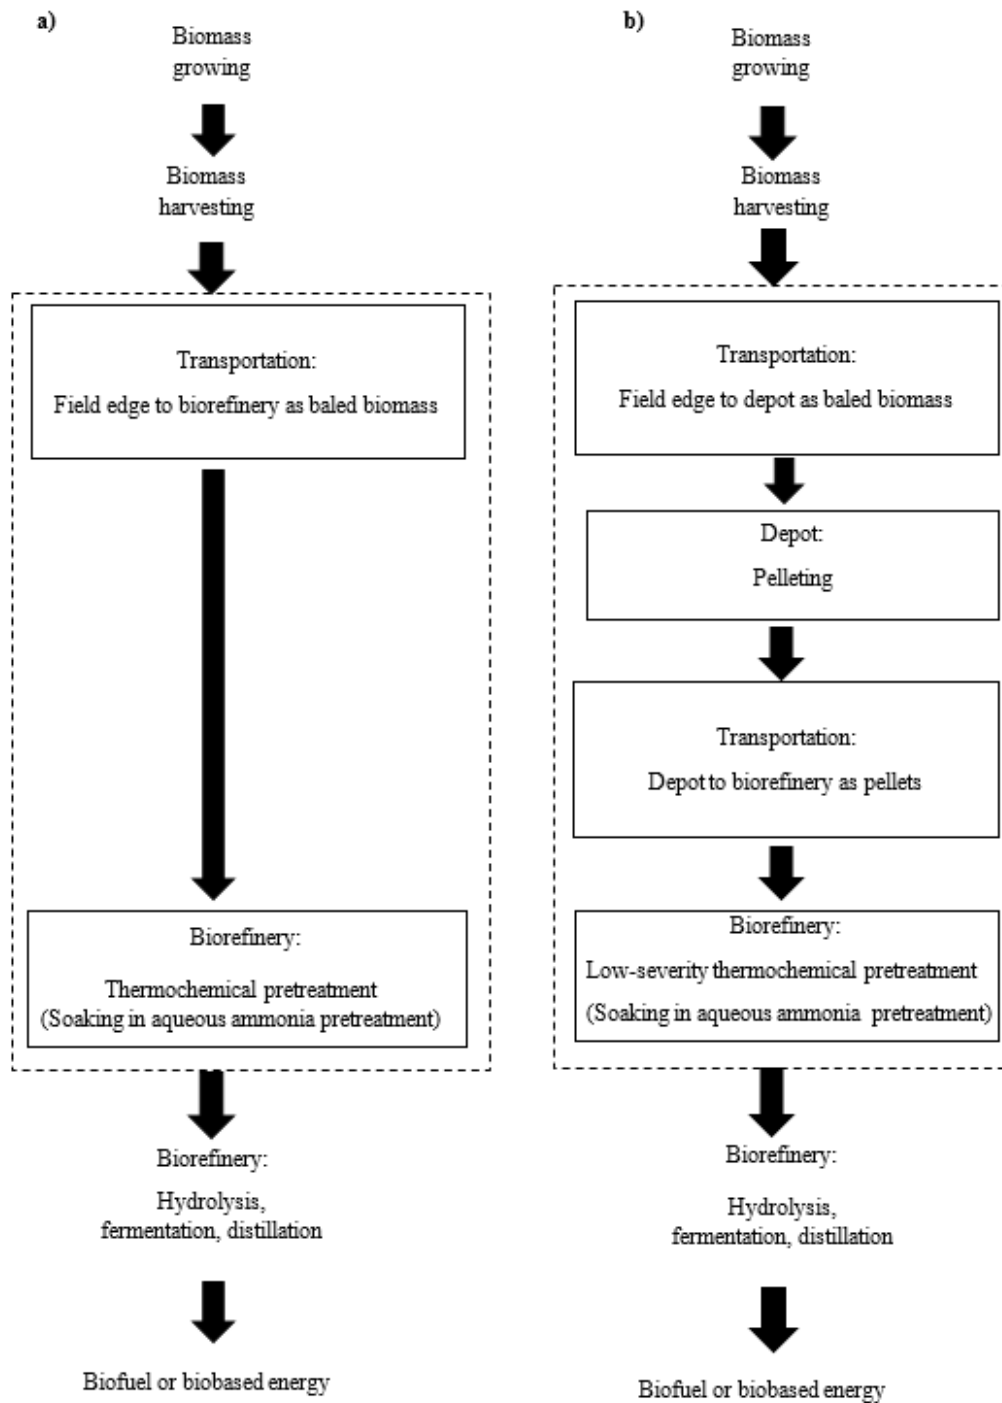 a)
Biomass
growing
Biomass
harvesting
Transportation:
Field edge to biorefinery as baled biomass
Biorefinery:
Thermochemical pretreatment
(Soaking in aqueous ammonia pretreatment)
Biorefinery:
Hydrolysis,
fermentation, distillation
Biofuel or biobased energy
b)
Biomass
growing
Biomass
harvesting
Transportation:
Field edge to depot as baled biomass
Depot:
Pelleting
Transportation:
Depot to biorefinery as pellets
Biorefinery:
Low-severity thermochemical pretreatment
(Soaking in aqueous ammonia pretreatment)
Biorefinery:
Hydrolysis,
fermentation, distillation
Biofuel or biobased energy